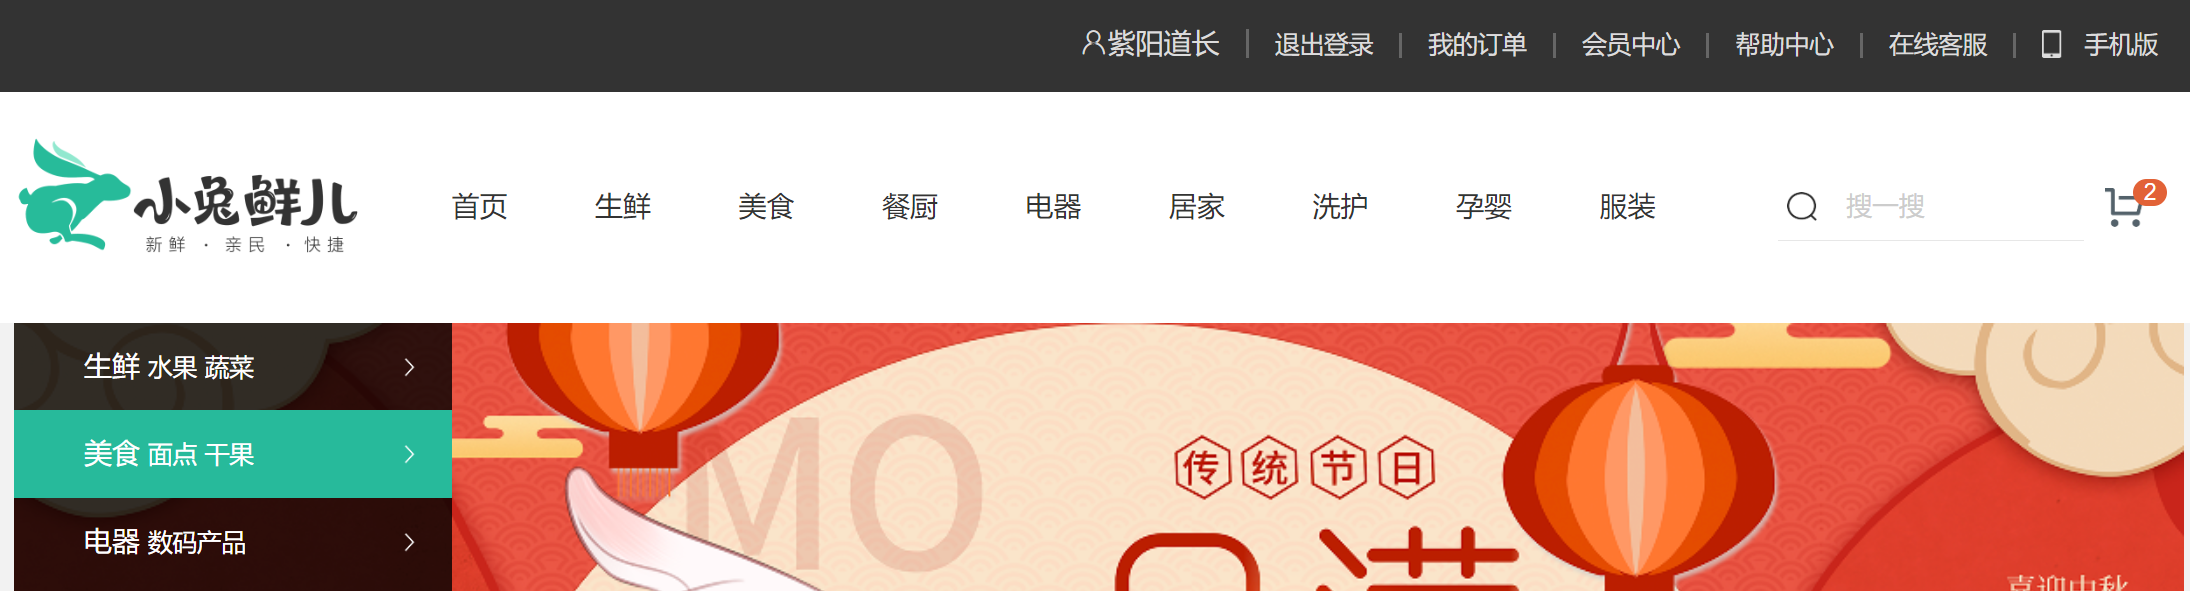 紫阳道长 退出登录 我的订单 会员中心 帮助中心 在线客服 手机版
小兔鲜儿
新鲜 · 亲民 · 快捷
首页 生鲜 美食 餐厨 电器 居家 洗护 孕婴 服装 搜一搜 2
生鲜 水果 蔬菜
美食 面点 干果
电器 数码产品
MO
传统节日
喜迎中秋